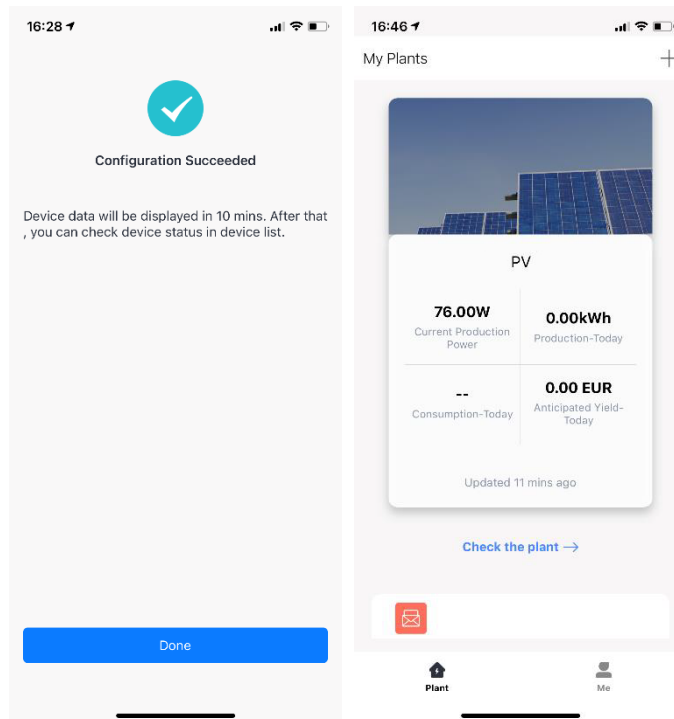 16:28
Configuration Succeeded
Device data will be displayed in 10 mins. After that
, you can check device status in device list.
Done
16:46
My Plants
PV
76.00W
Current Production
Power
0.00kWh
Production-Today
--
Consumption-Today
0.00 EUR
Anticipated Yield-
Today
Updated 11 mins ago
Check the plant →
Plant
Me